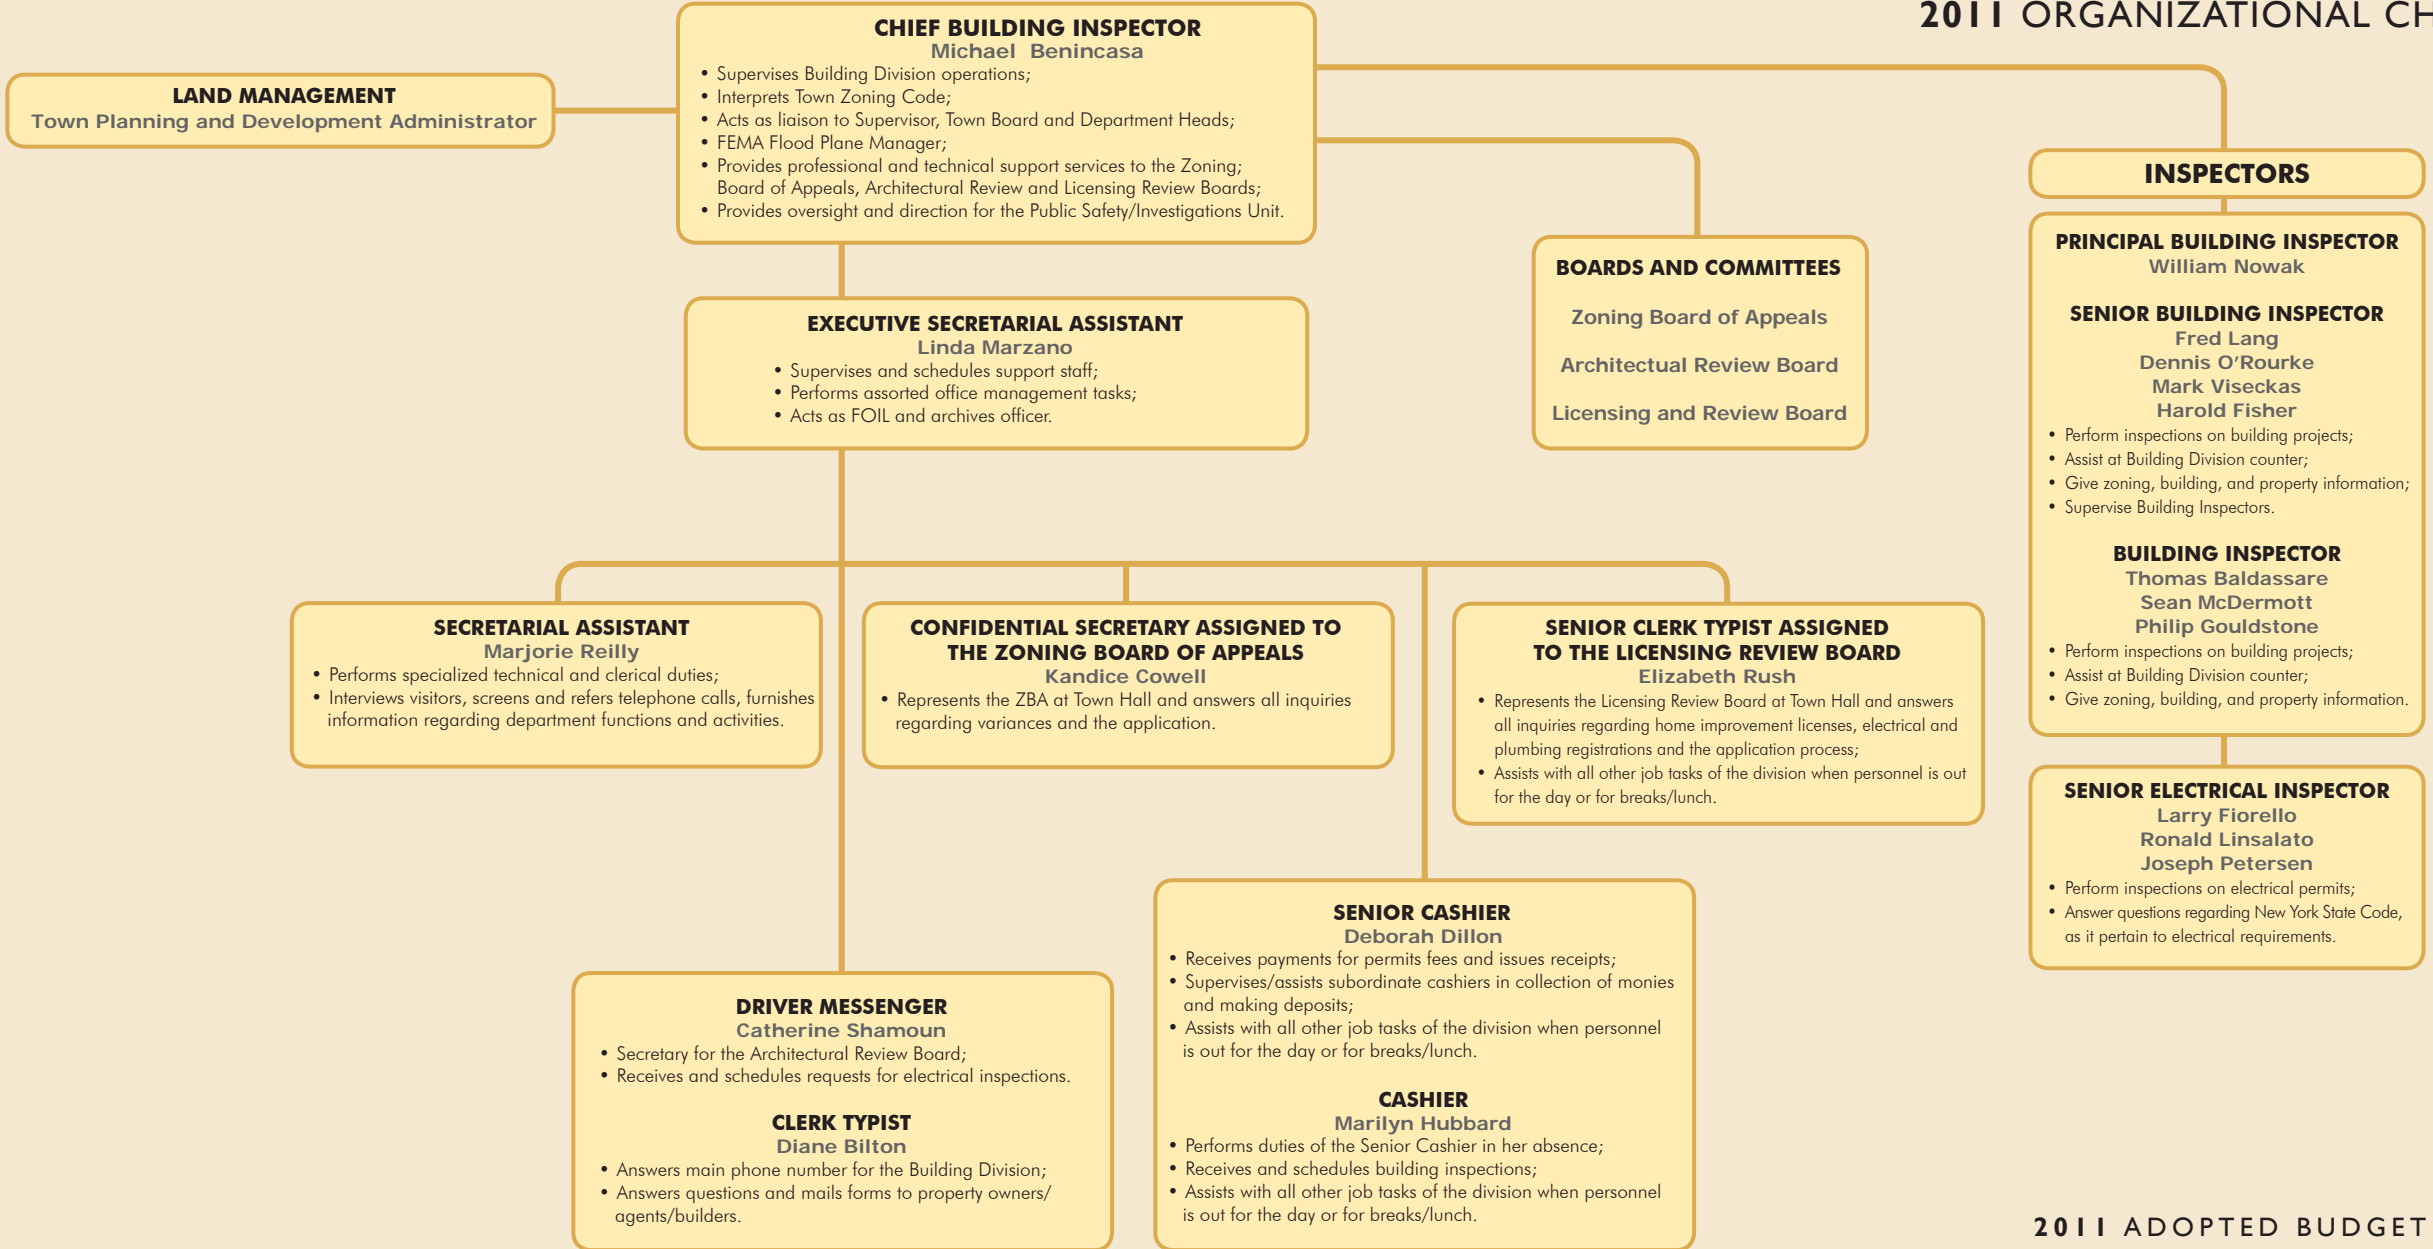 2011 ORGANIZATIONAL CH
CHIEF BUILDING INSPECTOR
Michael Benincasa
• Supervises Building Division operations;
• Interprets Town Zoning Code;
• Acts as liaison to Supervisor, Town Board and Department Heads;
• FEMA Flood Plane Manager;
• Provides professional and technical support services to the Zoning;
Board of Appeals, Architectural Review and Licensing Review Boards;
• Provides oversight and direction for the Public Safety/Investigations Unit.
LAND MANAGEMENT
Town Planning and Development Administrator
EXECUTIVE SECRETARIAL ASSISTANT
Linda Marzano
• Supervises and schedules support staff;
• Performs assorted office management tasks;
• Acts as FOIL and archives officer.
BOARDS AND COMMITTEES
Zoning Board of Appeals
Architectual Review Board
Licensing and Review Board
INSPECTORS
PRINCIPAL BUILDING INSPECTOR
William Nowak
SENIOR BUILDING INSPECTOR
Fred Lang
Dennis O'Rourke
Mark Viseckas
Harold Fisher
• Perform inspections on building projects;
• Assist at Building Division counter;
• Give zoning, building, and property information;
• Supervise Building Inspectors.
BUILDING INSPECTOR
Thomas Baldassare
Sean McDermott
Philip Gouldstone
• Perform inspections on building projects;
• Assist at Building Division counter;
• Give zoning, building, and property information.
SENIOR ELECTRICAL INSPECTOR
Larry Fiorello
Ronald Linsalato
Joseph Petersen
• Perform inspections on electrical permits;
• Answer questions regarding New York State Code,
as it pertain to electrical requirements.
SECRETARIAL ASSISTANT
Marjorie Reilly
• Performs specialized technical and clerical duties;
• Interviews visitors, screens and refers telephone calls, furnishes
information regarding department functions and activities.
CONFIDENTIAL SECRETARY ASSIGNED TO
THE ZONING BOARD OF APPEALS
Kandice Cowell
• Represents the ZBA at Town Hall and answers all inquiries
regarding variances and the application.
SENIOR CLERK TYPIST ASSIGNED
TO THE LICENSING REVIEW BOARD
Elizabeth Rush
• Represents the Licensing Review Board at Town Hall and answers
all inquiries regarding home improvement licenses, electrical and
plumbing registrations and the application process;
• Assists with all other job tasks of the division when personnel is out
for the day or for breaks/lunch.
DRIVER MESSENGER
Catherine Shamoun
• Secretary for the Architectural Review Board;
• Receives and schedules requests for electrical inspections.
CLERK TYPIST
Diane Bilton
• Answers main phone number for the Building Division;
• Answers questions and mails forms to property owners/
agents/builders.
SENIOR CASHIER
Deborah Dillon
• Receives payments for permits fees and issues receipts;
• Supervises/assists subordinate cashiers in collection of monies
and making deposits;
• Assists with all other job tasks of the division when personnel
is out for the day or for breaks/lunch.
CASHIER
Marilyn Hubbard
• Performs duties of the Senior Cashier in her absence;
• Receives and schedules building inspections;
• Assists with all other job tasks of the division when personnel
is out for the day or for breaks/lunch.
2011 ADOPTED BUDGET